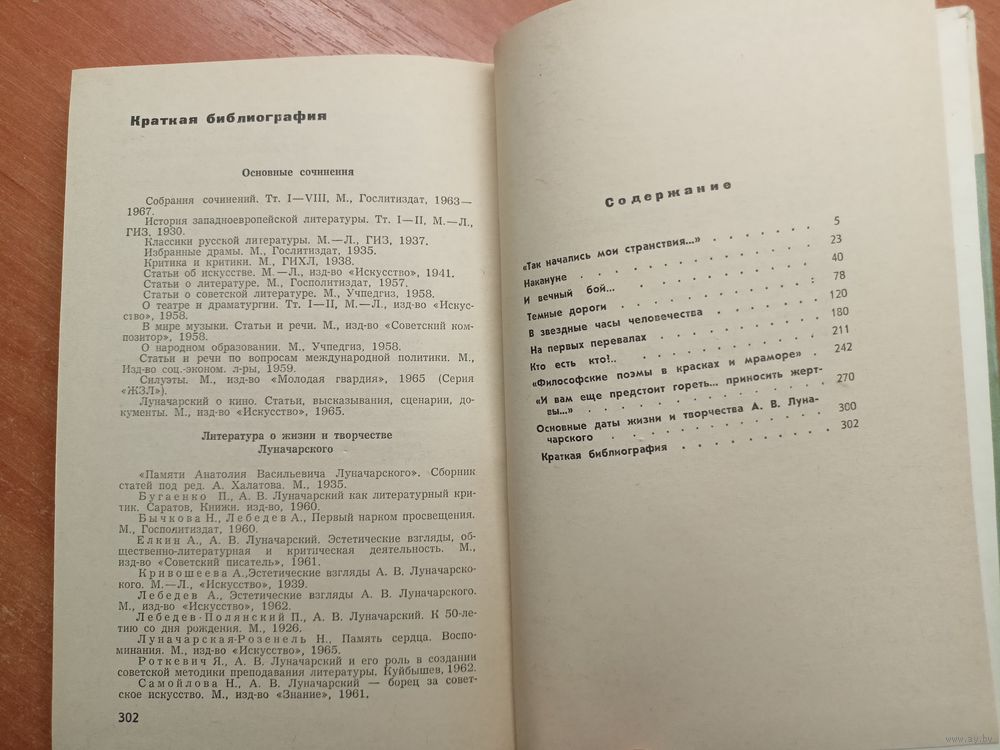 Краткая библиография
Основные сочинения
Собрания сочинений. Тт. I—VIII, М., Гослитиздат, 1963—
1967.
История западноевропейской литературы. Тт. I—II, М.—Л.,
ГИЗ, 1930.
Классики русской литературы. М.—Л., ГИЗ, 1937.
Избранные драмы. М., Гослитиздат, 1935.
Критика и критики. М., ГИХЛ, 1938.
Статьи об искусстве. М.—Л., изд-во «Искусство», 1941.
Статьи о литературе. М., Госполитиздат, 1957.
Статьи о советской литературе. М., Учпедгиз, 1958.
О театре и драматургии. Тт. I—II, М.—Л., изд-во «Искус-
ство», 1958.
В мире музыки. Статьи и речи. М., изд-во «Советский ком-
позитор», 1958.
О народном образовании. М., Учпедгиз, 1958.
Статьи и речи по вопросам международной политики. М.,
Изд-во соц.-эконом. л-ры, 1959.
Силуэты. М., изд-во «Молодая гвардия», 1965 (Серия
«ЖЗЛ»).
Луначарский о кино. Статьи, высказывания, сценарии, до-
кументы. М., изд-во «Искусство», 1965.
Литература о жизни и творчестве
Луначарского
«Памяти Анатолия Васильевича Луначарского». Сборник
статей под ред. А. Халатова. М., 1935.
Бугаенко П., А. В. Луначарский как литературный кри-
тик. Саратов, Книжн. изд-во, 1960.
Бычкова Н., Лебедев А., Первый нарком просвещения.
М., Госполитиздат, 1960.
Елкин А., А. В. Луначарский. Эстетические взгляды, об-
щественно-литературная и критическая деятельность. М.,
изд-во «Советский писатель», 1961.
Кривошеева А.,Эстетические взгляды А. В. Луначарско-
кого. М.—Л., «Искусство», 1939.
Лебедев А., Эстетические взгляды А. В. Луначарского.
М., изд-во «Искусство», 1962.
Лебедев-Полянский П., А. В. Луначарский. К 50-ле-
тию со дня рождения. М., 1926.
Луначарская-Розенель Н., Память сердца. Воспо-
минания. М., изд-во «Искусство», 1965.
Роткевич Я., А. В. Луначарский и его роль в создании
советской методики преподавания литературы. Куйбышев, 1962.
Самойлова Н., А. В. Луначарский — борец за совет-
ское искусство. М., изд-во «Знание», 1961.
302
Содержание
«Так начались мои странствия...» 5
Накануне 23
И вечный бой... 40
Темные дороги 78
В звездные часы человечества 120
На первых перевалах 180
Кто есть кто!.. 211
«Философские поэмы в красках и мраморе» 242
«И вам еще предстоит гореть... приносить жерт-
вы...» 270
Основные даты жизни и творчества А. В. Луна-
чарского 300
Краткая библиография 302
www.ay.by